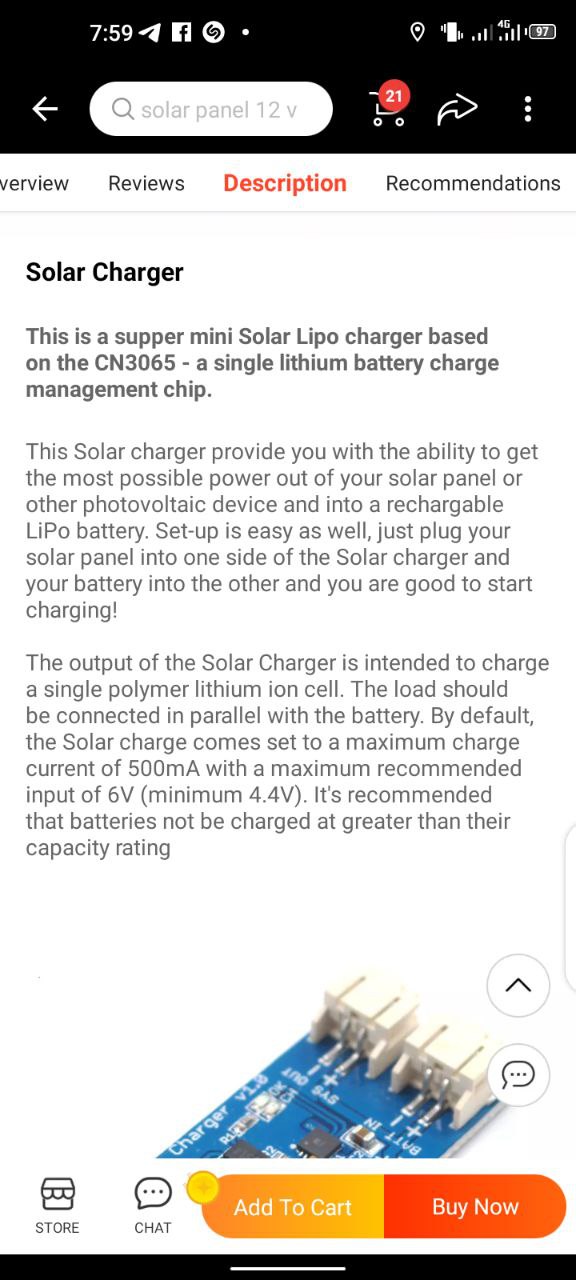 7:59
4G
97
solar panel 12 v
21
verview Reviews Description Recommendations
Solar Charger
This is a supper mini Solar Lipo charger based
on the CN3065 - a single lithium battery charge
management chip.
This Solar charger provide you with the ability to get
the most possible power out of your solar panel or
other photovoltaic device and into a rechargable
LiPo battery. Set-up is easy as well, just plug your
solar panel into one side of the Solar charger and
your battery into the other and you are good to start
charging!
The output of the Solar Charger is intended to charge
a single polymer lithium ion cell. The load should
be connected in parallel with the battery. By default,
the Solar charge comes set to a maximum charge
current of 500mA with a maximum recommended
input of 6V (minimum 4.4V). It's recommended
that batteries not be charged at greater than their
capacity rating
SYS OUT
BATT IN
Charger v1.0
OK
CH
STORE CHAT Add To Cart Buy Now